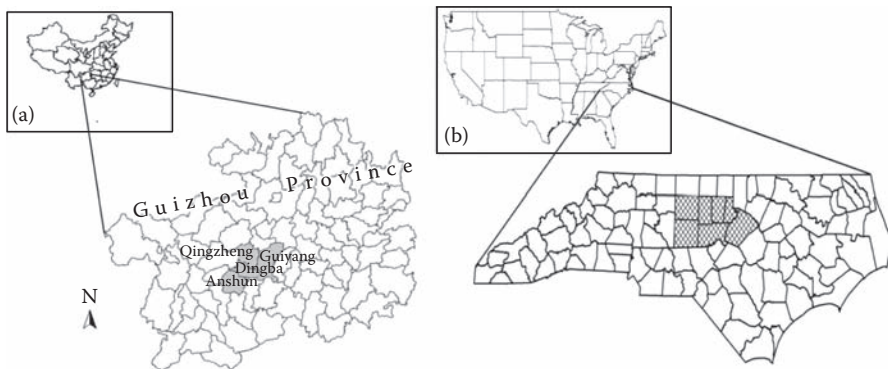 (a)
Guizhou Province
Qingzheng
Guiyang
Dingba
Anshun
N
(b)